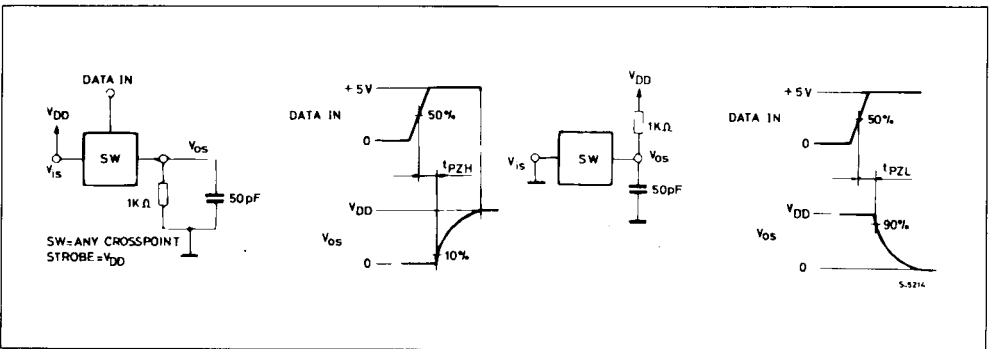 DATA IN
VDD
Vis
SW
Vos
1KΩ
50pF
SW=ANY CROSSPOINT
STROBE=VDD
+5V
DATA IN
50%
0
tPZH
VDD
Vos
10%
0
VDD
1KΩ
Vis
SW
Vos
50pF
+5V
DATA IN
50%
0
tPZL
VDD
Vos
90%
0
S-5214